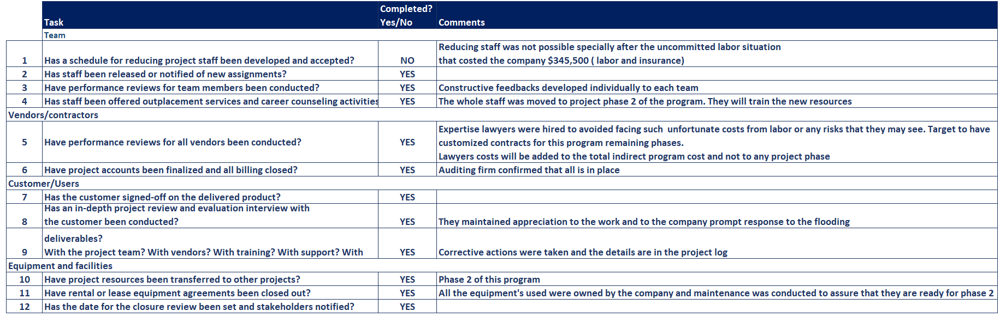 Completed?
Task Yes/No Comments
Team
Reducing staff was not possible specially after the uncommitted labor situation
1 Has a schedule for reducing project staff been developed and accepted? NO that costed the company $345,500 ( labor and insurance)
2 Has staff been released or notified of new assignments? YES
3 Have performance reviews for team members been conducted? YES Constructive feedbacks developed individually to each team
4 Has staff been offered outplacement services and career counseling activities YES The whole staff was moved to project phase 2 of the program. They will train the new resources
Vendors/contractors
Expertise lawyers were hired to avoided facing such  unfortunate costs from labor or any risks that they may see. Target to have
5 Have performance reviews for all vendors been conducted? YES customized contracts for this program remaining phases.
Lawyers costs will be added to the total indirect program cost and not to any project phase
6 Have project accounts been finalized and all billing closed? YES Auditing firm confirmed that all is in place
Customer/Users
7 Has the customer signed-off on the delivered product? YES
Has an in-depth project review and evaluation interview with
8 the customer been conducted? YES They maintained appreciation to the work and to the company prompt response to the flooding
deliverables?
9 With the project team? With vendors? With training? With support? With YES Corrective actions were taken and the details are in the project log
Equipment and facilities
10 Have project resources been transferred to other projects? YES Phase 2 of this program
11 Have rental or lease equipment agreements been closed out? YES All the equipment's used were owned by the company and maintenance was conducted to assure that they are ready for phase 2
12 Has the date for the closure review been set and stakeholders notified? YES